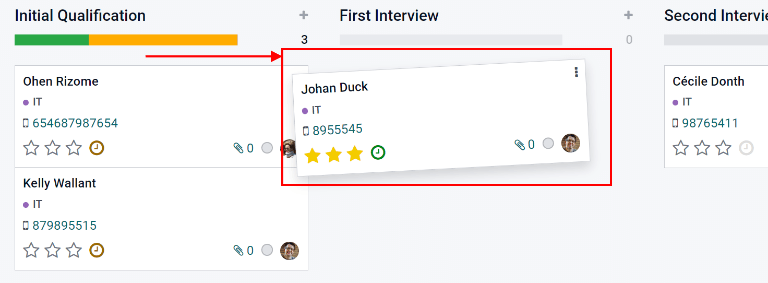 Initial Qualification +
3
Ohen Rizome
IT
654687987654
0
Kelly Wallant
IT
879895515
0
First Interview +
0
Johan Duck
IT
8955545
0
Second Intervie
Cécile Donth
IT
98765411